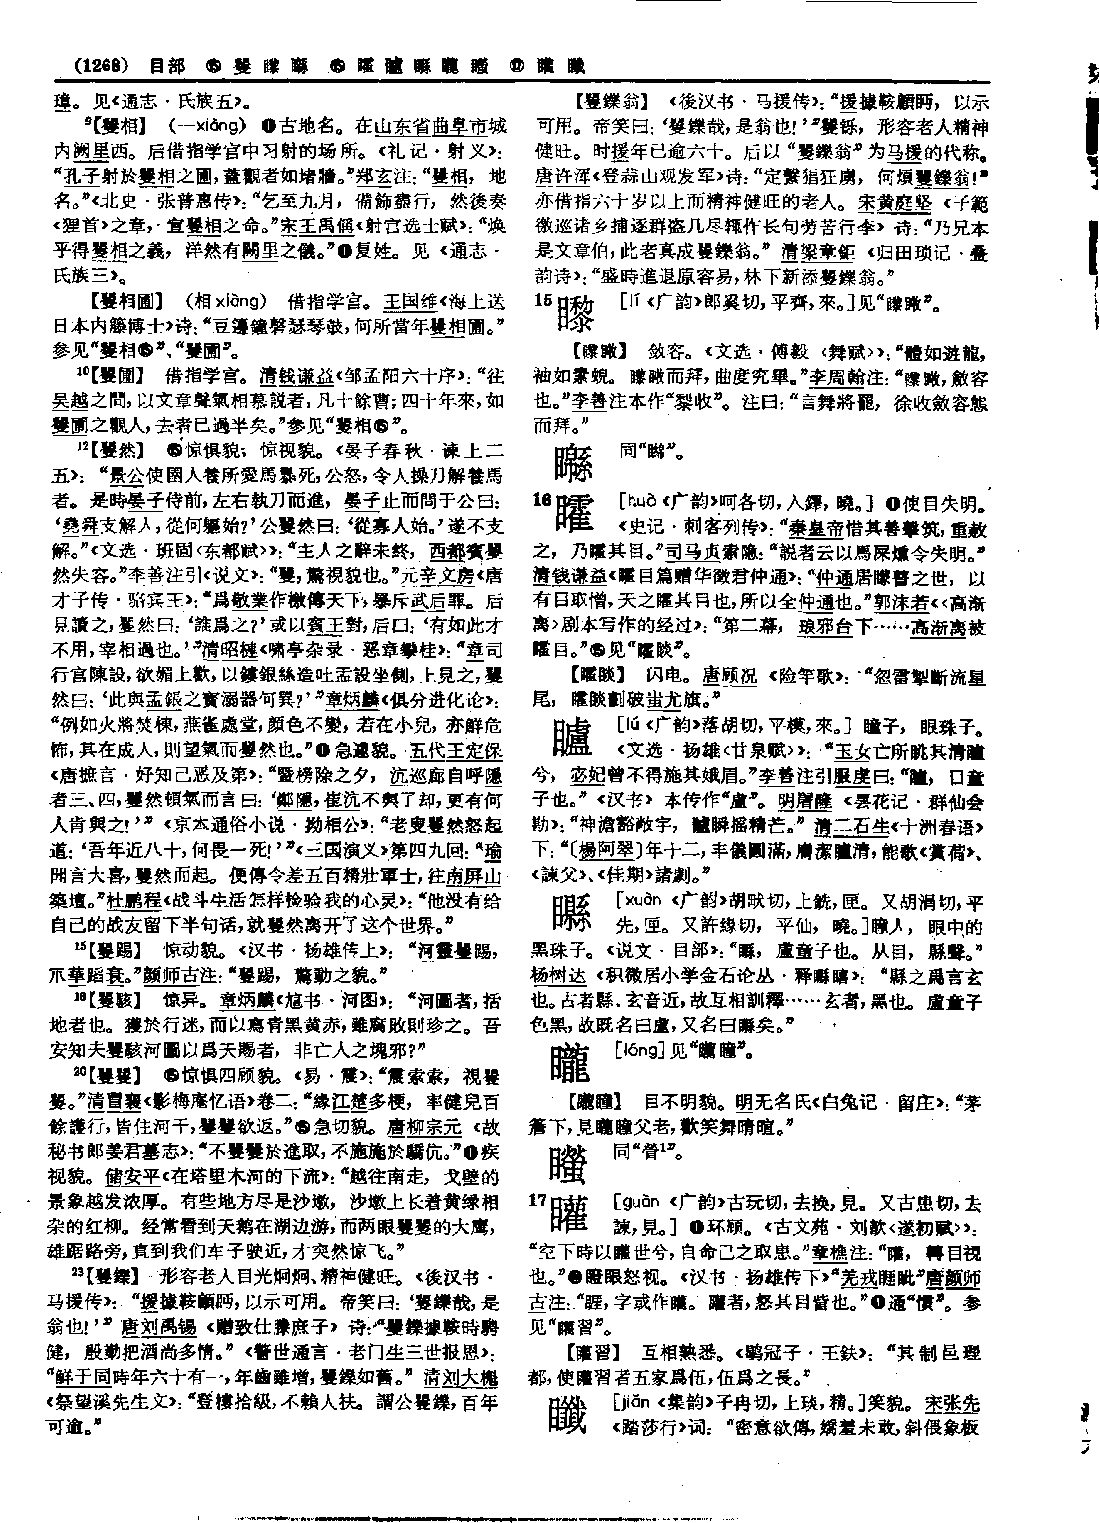 (1268) 目部 ⑮ 矍 𥌛 ⑯ 矐 矑 矎 矓 ⑰ 矔
璋。见《通志·氏族五》。
⁹【矍相】 (—xiàng) ❶古地名。在山东省曲阜市城
内阙里西。后借指学宫中习射的场所。《礼记·射义》：
“孔子射於矍相之圃，蓋觀者如堵牆。”郑玄注：“矍相，地
名。”《北史·张普惠传》：“乞至九月，備飾盡行，然後奏
《狸首》之章，宣矍相之命。”宋王禹偁《射宫选士赋》：“焕
乎得矍相之義，洋然有闕里之儀。”❷复姓。见《通志·
氏族三》。
【矍相圃】 (相xiàng) 借指学宫。王国维《海上送
日本内藤博士》诗：“豆籩鐘磬瑟琴鼓，何所當年矍相圃。”
参见“矍相”、“矍圃”。
¹⁰【矍圃】 借指学宫。清钱谦益《邹孟阳六十序》：“在
吴越之間，以文章聲氣相慕説者，凡十餘曹；四十年來，如
矍圃之觀人，去者已過半矣。”参见“矍相”。
¹²【矍然】 惊惧貌；惊视貌。《晏子春秋·谏上二
五》：“景公使圉人養所愛馬暴死，公怒，令人操刀解養馬
者。是時晏子侍前，左右執刀而進，晏子止而問于公曰：
‘堯舜支解人，從何軀始？’公矍然曰：‘從寡人始。’遂不支
解。”《文选·班固〈东都赋〉》：“主人之辭未終，西都賓矍
然失容。”李善注引《说文》：“矍，驚視貌也。”元辛文房《唐
才子传·骆宾王》：“爲敬業作檄傳天下，暴斥武后罪。后
見讀之，矍然曰：‘誰爲之？’或以賓王對，后曰：‘有如此才
不用，宰相過也。’”清昭梿《啸亭杂录·恶章攀桂》：“章司
行宫陳設，欲媚上歡，以鏤銀絲造吐盂設坐側，上見之，矍
然曰：‘此與孟鋹之寶溺器何異？’”章炳麟《俱分进化论》：
“例如火將焚棟，燕雀處堂，顔色不變，若在小兒，亦鮮危
怖，其在成人，則望氣而矍然也。”急遽貌。五代王定保
《唐摭言·好知己恶及第》：“暨榜除之夕，沆巡廊自呼隱
者三、四，矍然頓氣而言曰：‘鄭隱，崔沆不與了却，更有何
人肯與之！’”《京本通俗小说·拗相公》：“老叟矍然怒起
道：‘吾年近八十，何畏一死！’”《三国演义》第四九回：“瑜
聞言大喜，矍然而起。便傳令差五百精壯軍士，往南屏山
築壇。”杜鹏程《战斗生活怎样检验我的心灵》：“他没有给
自己的战友留下半句话，就矍然离开了这个世界。”
¹⁵【矍踢】 惊动貌。《汉书·扬雄传上》：“河靈矍踢，
爪華蹈衰。”颜师古注：“矍踢，驚動之貌。”
¹⁶【矍駭】 惊异。章炳麟《訄书·河图》：“河圖者，括
地者也。獲於行迷，而以寫青黑黄赤，雖腐敗則珍之。吾
安知夫矍駭河圖以爲天賜者，非亡人之塊邪？”
²⁰【矍矍】 惊惧四顾貌。《易·震》：“震索索，視矍
矍。”清冒襄《影梅庵忆语》卷二：“緣江楚多梗，率健兒百
餘護行，皆住河干，矍矍欲返。”急切貌。唐柳宗元《故
秘书郎姜君墓志》：“不矍矍於進取，不施施於驕伉。”疾
视貌。储安平《在塔里木河的下流》：“越往南走，戈壁的
景象越发浓厚。有些地方尽是沙墩，沙墩上长着黄绿相
杂的红柳。经常看到天鹅在湖边游，而两眼矍矍的大鹰，
雄踞路旁，直到我们车子驶近，才突然惊飞。”
²³【矍鑠】 形容老人目光炯炯、精神健旺。《後汉书·
马援传》：“援據鞍顧眄，以示可用。帝笑曰：‘矍鑠哉，是
翁也！’”唐刘禹锡《赠致仕滕庶子》诗：“矍鑠據鞍時騁
健，殷勤把酒尚多情。”《警世通言·老门生三世报恩》：
“鲜于同時年六十有一，年齒雖增，矍鑠如舊。”清刘大櫆
《祭望溪先生文》：“登樓拾級，不賴人扶。謂公矍鑠，百年
可逾。”
【矍鑠翁】 《後汉书·马援传》：“援據鞍顧眄，以示
可用。帝笑曰：‘矍鑠哉，是翁也！’”矍铄，形容老人精神
健旺。时援年已逾六十。后以“矍鑠翁”为马援的代称。
唐许浑《登蒜山观发军》诗：“定繫猖狂虜，何煩矍鑠翁！”
亦借指六十岁以上而精神健旺的老人。宋黄庭坚《子範
徼巡诸乡捕逐群盗几尽辄作长句劳苦行李》诗：“乃兄本
是文章伯，此老真成矍鑠翁。”清梁章钜《归田琐记·叠
韵诗》：“盛時進退原容易，林下新添矍鑠翁。”
15 [lí《广韵》郎奚切，平齊，來。]见
敛容。《文选·傅毅〈舞赋〉》：“體如遊龍，
袖如素蜺。而拜，曲度究畢。”李周翰注：“斂容
也。”李善注本作“黎收”。注曰：“言舞將罷，徐收斂容態
而拜。”
同“矊”。
16 矐 [huò《广韵》呵各切，入鐸，曉。] ❶使目失明。
《史记·刺客列传》：“秦皇帝惜其善擊筑，重赦
之，乃矐其目。”司马贞索隐：“説者云以馬屎燻令失明。”
清钱谦益《矐目篇赠华徵君仲通》：“仲通居矇瞽之世，以
有目取憎，天之矐其目也，所以全仲通也。”郭沫若《〈高渐
离〉剧本写作的经过》：“第二幕，琅邪台下……高渐离被
矐目。”❷见“矐睒”。
【矐睒】 闪电。唐顾况《险竿歌》：“忽雷掣斷流星
尾，矐睒劃破蚩尤旗。”
矑 [lú《广韵》落胡切，平模，來。] 瞳子，眼珠子。
《文选·扬雄〈甘泉赋〉》：“玉女亡所眺其清矑
兮，宓妃曾不得施其娥眉。”李善注引服虔曰：“矑，目童
子也。”《汉书》本传作“盧”。明屠隆《昙花记·群仙会
勘》：“神澹豁敞宇，矑瞬摇精芒。”清二石生《十洲春语》
下：“〔楊阿翠〕年十二，丰儀圓滿，膚潔矑清，能歌《賞荷》、
《諫父》、《佳期》諸劇。”
[xuàn《广韵》胡畎切，上銑，匣。又胡涓切，平
先，匣。又許緣切，平仙，曉。]瞳人，眼中的
黑珠子。《说文·目部》：“，盧童子也。从目，縣聲。”
杨树达《积微居小学金石论丛·释》：“縣之爲言玄
也。古者縣、玄音近，故互相訓釋……玄者，黑也。盧童子
色黑，故既名曰盧，又名曰矣。”
矓 [lóng]见“矓瞳”。
【矓瞳】 目不明貌。明无名氏《白兔记·留庄》：“茅
簷下，見矓瞳父老，歡笑舞晴暄。”
同“眷¹”。
17 矔 [guàn《广韵》古玩切，去换，見。又古患切，去
諫，見。] ❶环顾。《古文苑·刘歆〈遂初赋〉》：
“空下時以矔世兮，自命己之取患。”章樵注：“矔，轉目視
也。”❷瞪眼怒视。《汉书·扬雄传下》“羌戎睚眦”唐颜师
古注：“睚，字或作矔。矔者，怒其目眥也。”❸通“慣”。参
见“矔習”。
【矔習】 互相熟悉。《鹖冠子·王鈇》：“其制邑理
都，使矔習者五家爲伍，伍爲之長。”
[jiǎn《集韵》子冉切，上琰，精。]笑貌。宋张先
《踏莎行》词：“密意欲傳，嬌羞未敢，斜偎象板